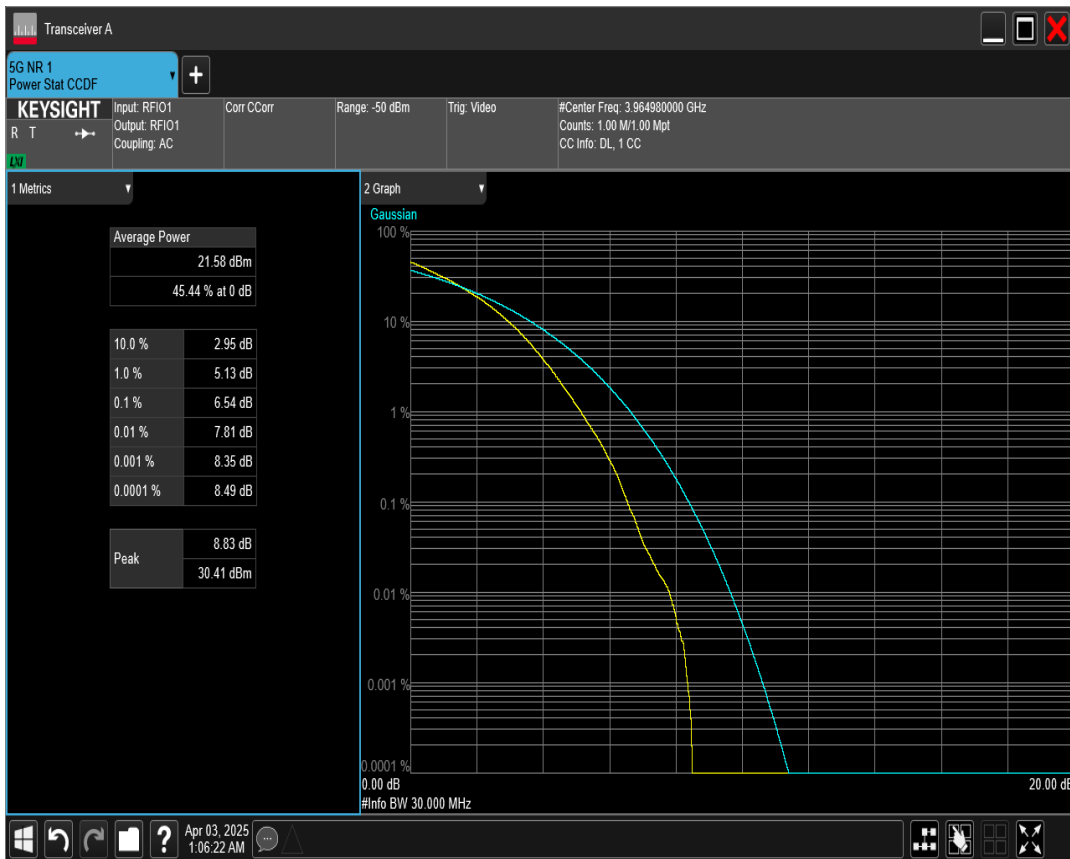 Transceiver A
5G NR 1
Power Stat CCDF
KEYSIGHT
R T
LXI
Input: RFIO1
Output: RFIO1
Coupling: AC
Corr CCorr
Range: -50 dBm
Trig: Video
#Center Freq: 3.964980000 GHz
Counts: 1.00 M/1.00 Mpt
CC Info: DL, 1 CC
1 Metrics
Average Power
21.58 dBm
45.44 % at 0 dB
10.0 % 2.95 dB
1.0 % 5.13 dB
0.1 % 6.54 dB
0.01 % 7.81 dB
0.001 % 8.35 dB
0.0001 % 8.49 dB
Peak 8.83 dB
30.41 dBm
2 Graph
Gaussian
100 %
10 %
1 %
0.1 %
0.01 %
0.001 %
0.0001 %
0.00 dB 20.00 dB
#Info BW 30.000 MHz
Apr 03, 2025
1:06:22 AM